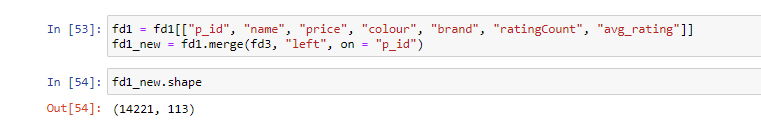 In [53]: fd1 = fd1[["p_id", "name", "price", "colour", "brand", "ratingCount", "avg_rating"]]
fd1_new = fd1.merge(fd3, "left", on = "p_id")
In [54]: fd1_new.shape
Out[54]: (14221, 113)